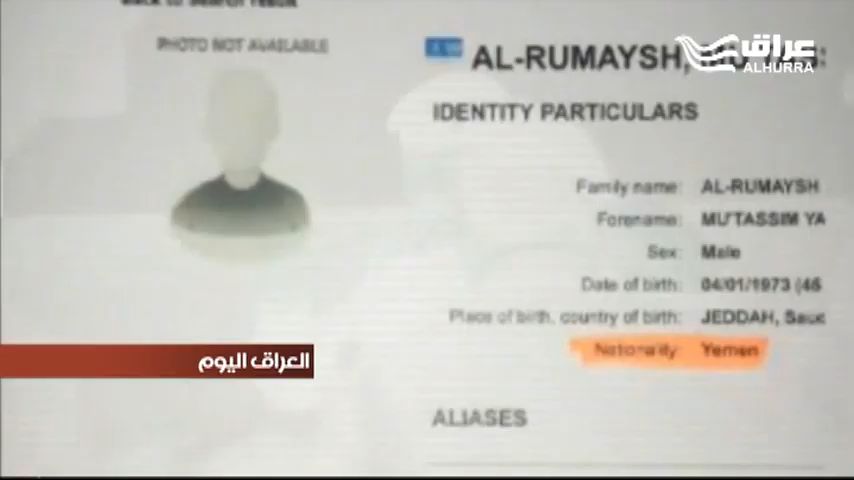 PHOTO NOT AVAILABLE
AL-RUMAYSH,
عراق
ALHURRA
IDENTITY PARTICULARS
Family name: AL-RUMAYSH
Forename: MU'TASSIM YA
Sex: Male
Date of birth: 04/01/1973 (46
Place of birth, country of birth: JEDDAH,
Nationality Yemen
العراق اليوم
ALIASES